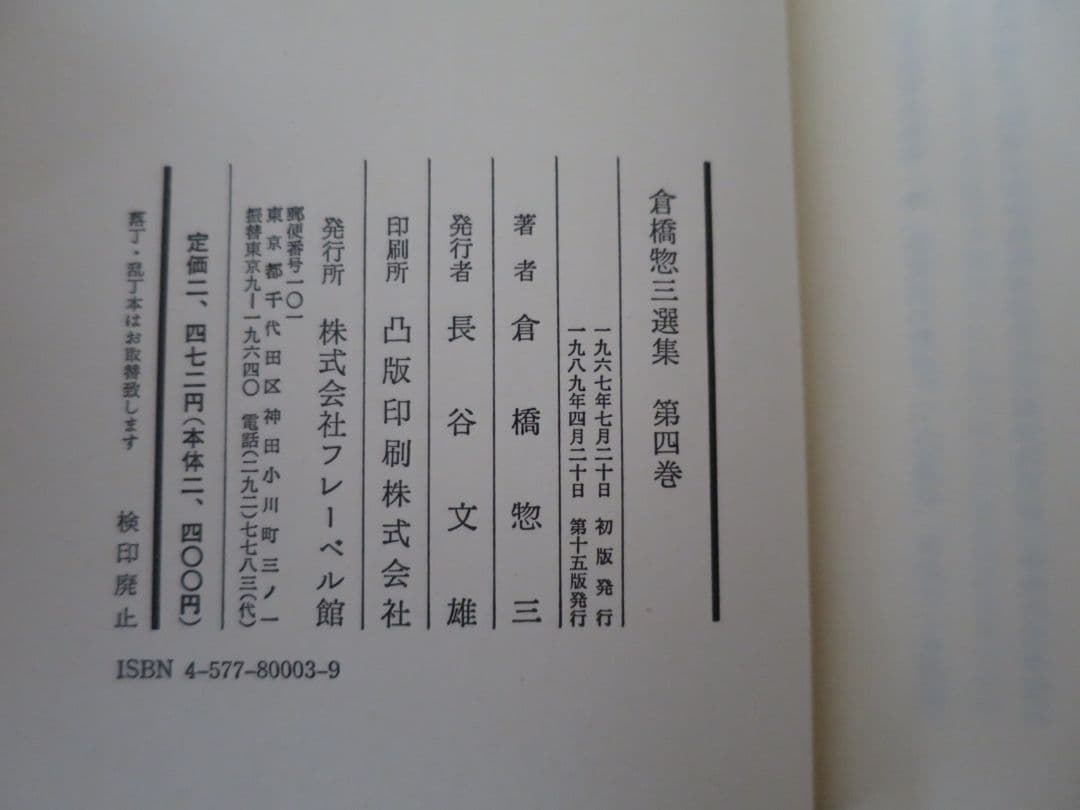 倉橋惣三選集　第四巻
一九六七年七月二十日　初版発行
一九八九年四月二十日　第十五版発行
著者　倉橋惣三
発行者　長谷文雄
印刷所　凸版印刷株式会社
発行所　株式会社フレーベル館
郵便番号一〇一
東京都千代田区神田小川町三ノ一
振替東京九―一九六四〇　電話(二九二)七七八三(代)
定価二、四七二円(本体二、四〇〇円)
落丁・乱丁本はお取替致します　検印廃止
ISBN 4-577-80003-9